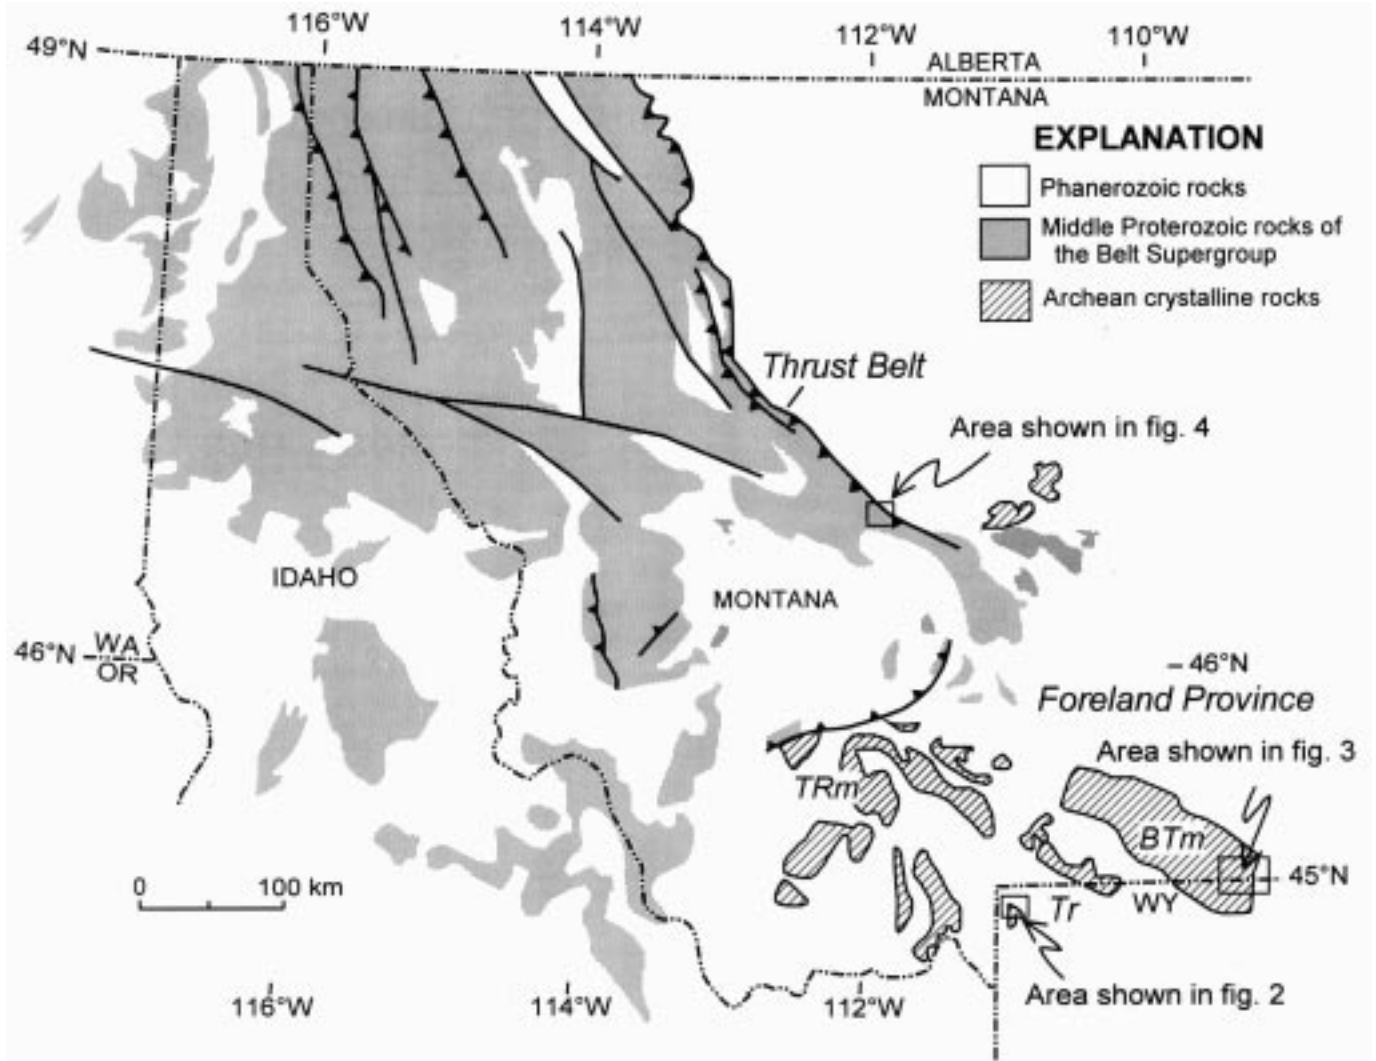 116°W
114°W
112°W
110°W
49°N
ALBERTA
MONTANA
EXPLANATION
Phanerozoic rocks
Middle Proterozoic rocks of
the Belt Supergroup
Archean crystalline rocks
Thrust Belt
Area shown in fig. 4
IDAHO
MONTANA
46°N
WA
OR
– 46°N
Foreland Province
Area shown in fig. 3
TRm
BTm
0
100 km
45°N
WY
Tr
Area shown in fig. 2
116°W
114°W
112°W